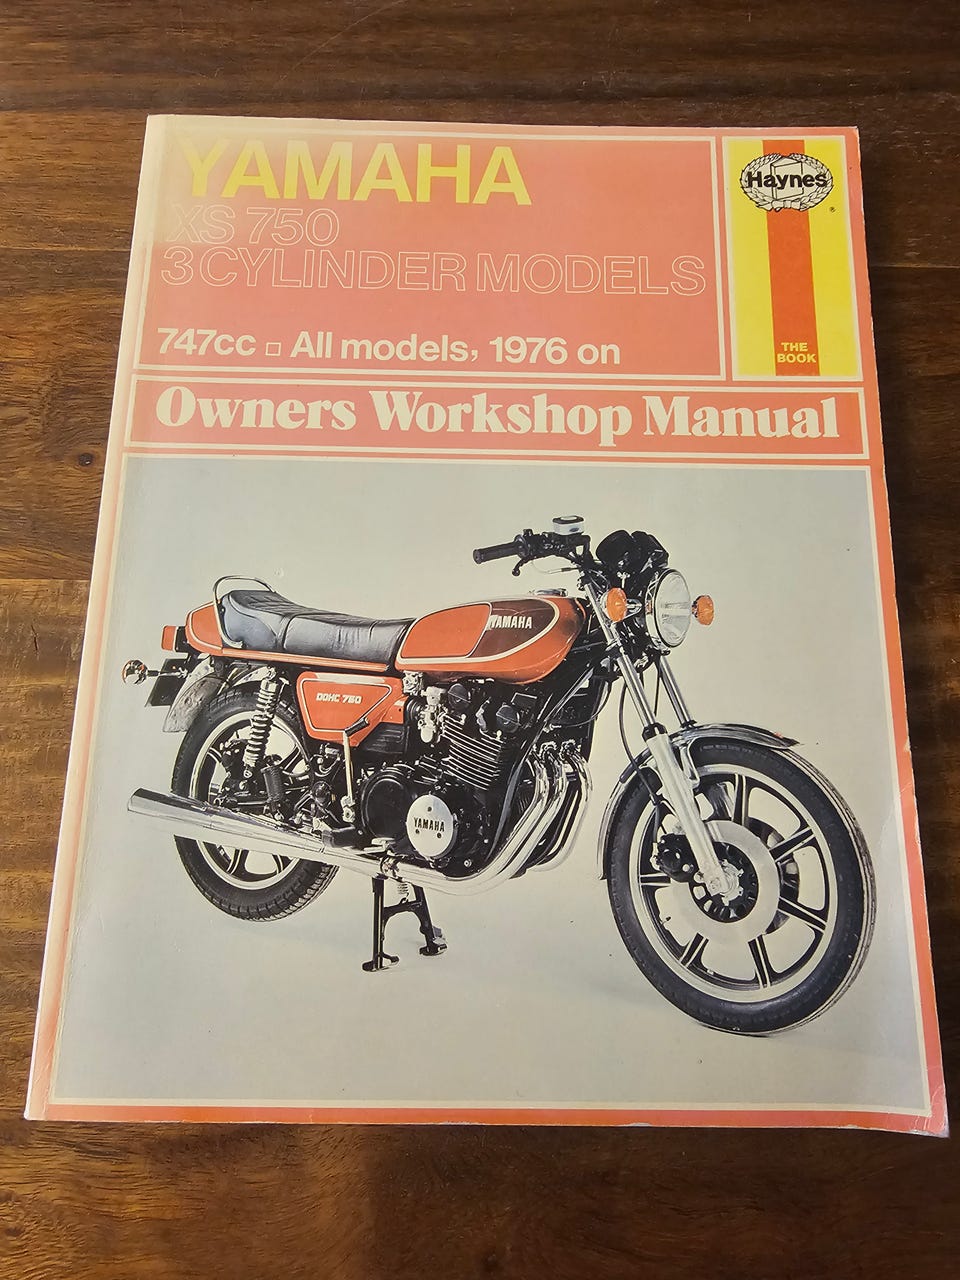 YAMAHA
XS 750
3 CYLINDER MODELS
747cc □ All models, 1976 on
Haynes
®
THE
BOOK
Owners Workshop Manual
YAMAHA
DOHC 750
YAMAHA